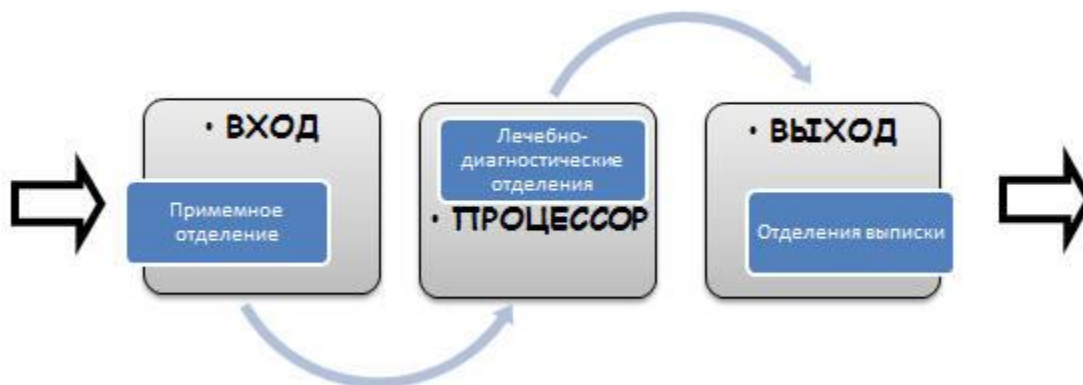 • ВХОД
Примемное
отделение
Лечебно-
диагностические
отделения
• ПРОЦЕССОР
• ВЫХОД
Отделения выписки